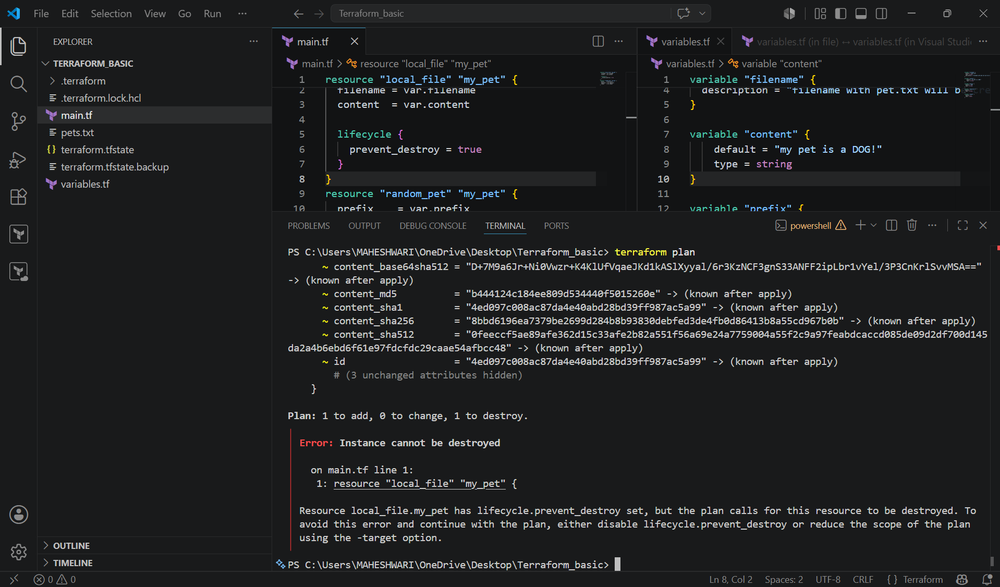 File Edit Selection View Go Run ···
Terraform_basic
EXPLORER
TERRAFORM_BASIC
.terraform
.terraform.lock.hcl
main.tf
pets.txt
{} terraform.tfstate
terraform.tfstate.backup
variables.tf
OUTLINE
TIMELINE
main.tf
main.tf > resource "local_file" "my_pet"
1 resource "local_file" "my_pet" {
2 filename = var.filename
3 content = var.content
4
5 lifecycle {
6 prevent_destroy = true
7 }
8 }
9 resource "random_pet" "my_pet" {
10 prefix = var.prefix
variables.tf
variables.tf (in file) ↔ variables.tf (in Visual Studi
variables.tf > variable "content"
1 variable "filename" {
4 description = "filename with pet.txt will be cre
5 }
6
7 variable "content" {
8 default = "my pet is a DOG!"
9 type = string
10 }
11
12 variable "prefix" {
PROBLEMS OUTPUT DEBUG CONSOLE TERMINAL PORTS
powershell
PS C:\Users\MAHESHWARI\OneDrive\Desktop\Terraform_basic> terraform plan
~ content_base64sha512 = "D+7M9a6Jr+Ni0Vwzr+K4KlUfVqaeJKd1kASlXyyal/6r3KzNCF3gnS33ANFF2ipLbr1vYel/3P3CnKrlSvvMSA=="
-> (known after apply)
~ content_md5 = "b444124c184ee809d534440f5015260e" -> (known after apply)
~ content_sha1 = "4ed097c008ac87da4e40abd28bd39ff987ac5a99" -> (known after apply)
~ content_sha256 = "8bbd6196ea7379be2699d284b8b93830debfed3de4fb0d86413b8a55cd967b0b" -> (known after apply)
~ content_sha512 = "0feeccf5ae89afe362d15c33afe2b82a551f56a69e24a7759004a55f2c9a97feabdcaccd085de09d2df700d145
da2a4b6ebd6f61e97fdcfdc29caae54afbcc48" -> (known after apply)
~ id = "4ed097c008ac87da4e40abd28bd39ff987ac5a99" -> (known after apply)
# (3 unchanged attributes hidden)
}
Plan: 1 to add, 0 to change, 1 to destroy.
Error: Instance cannot be destroyed
on main.tf line 1:
1: resource "local_file" "my_pet" {
Resource local_file.my_pet has lifecycle.prevent_destroy set, but the plan calls for this resource to be destroyed. To
avoid this error and continue with the plan, either disable lifecycle.prevent_destroy or reduce the scope of the plan
using the -target option.
PS C:\Users\MAHESHWARI\OneDrive\Desktop\Terraform_basic>
0 0
Ln 8, Col 2 Spaces: 2 UTF-8 CRLF {} Terraform